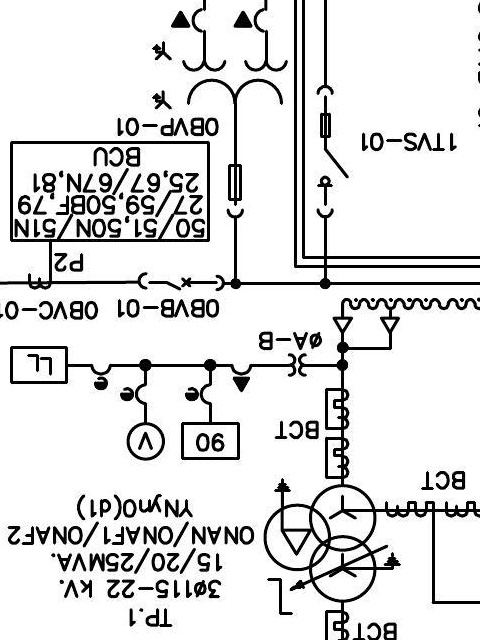 BCT
TP.1
3ø115-22 kV.
15/20/25MVA.
ONAN/ONAF1/ONAF2
YNyn0(d1)
BCT
BCT
90
V
77
øA-B
0BVB-01
0BVC-01
P2
50/51,50N/51N
27/59,50BF,79
25,67/67N,81
BCU
1TVS-01
0BVP-01